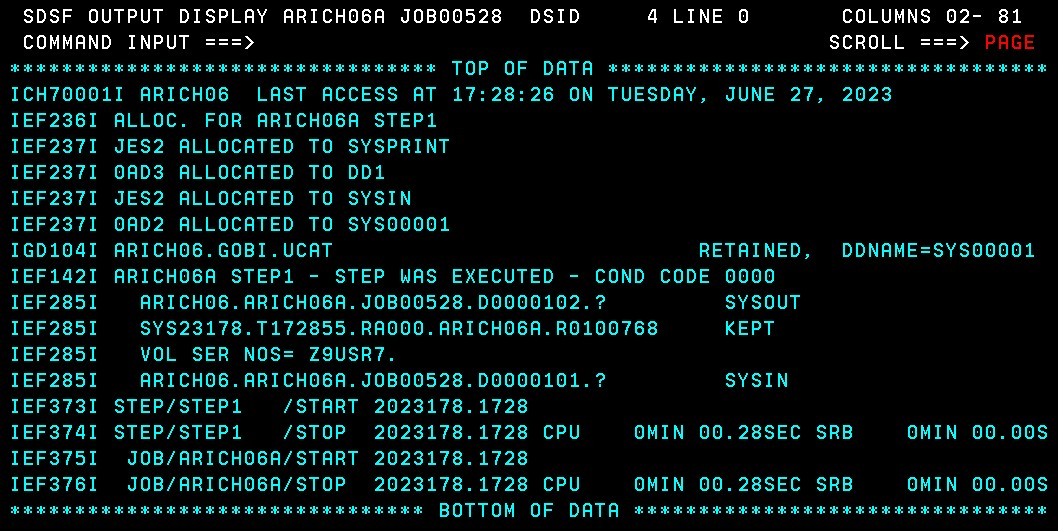 SDSF OUTPUT DISPLAY ARICH06A JOB00528  DSID     4 LINE 0       COLUMNS 02- 81
COMMAND INPUT ===>                                            SCROLL ===> PAGE
********************************* TOP OF DATA **********************************
ICH70001I ARICH06  LAST ACCESS AT 17:28:26 ON TUESDAY, JUNE 27, 2023
IEF236I ALLOC. FOR ARICH06A STEP1
IEF237I JES2 ALLOCATED TO SYSPRINT
IEF237I 0AD3 ALLOCATED TO DD1
IEF237I JES2 ALLOCATED TO SYSIN
IEF237I 0AD2 ALLOCATED TO SYS00001
IGD104I ARICH06.GOBI.UCAT                            RETAINED,  DDNAME=SYS00001
IEF142I ARICH06A STEP1 - STEP WAS EXECUTED - COND CODE 0000
IEF285I   ARICH06.ARICH06A.JOB00528.D0000102.?         SYSOUT
IEF285I   SYS23178.T172855.RA000.ARICH06A.R0100768     KEPT
IEF285I   VOL SER NOS= Z9USR7.
IEF285I   ARICH06.ARICH06A.JOB00528.D0000101.?         SYSIN
IEF373I STEP/STEP1   /START 2023178.1728
IEF374I STEP/STEP1   /STOP  2023178.1728 CPU    0MIN 00.28SEC SRB    0MIN 00.00S
IEF375I  JOB/ARICH06A/START 2023178.1728
IEF376I  JOB/ARICH06A/STOP  2023178.1728 CPU    0MIN 00.28SEC SRB    0MIN 00.00S
******************************** BOTTOM OF DATA ********************************